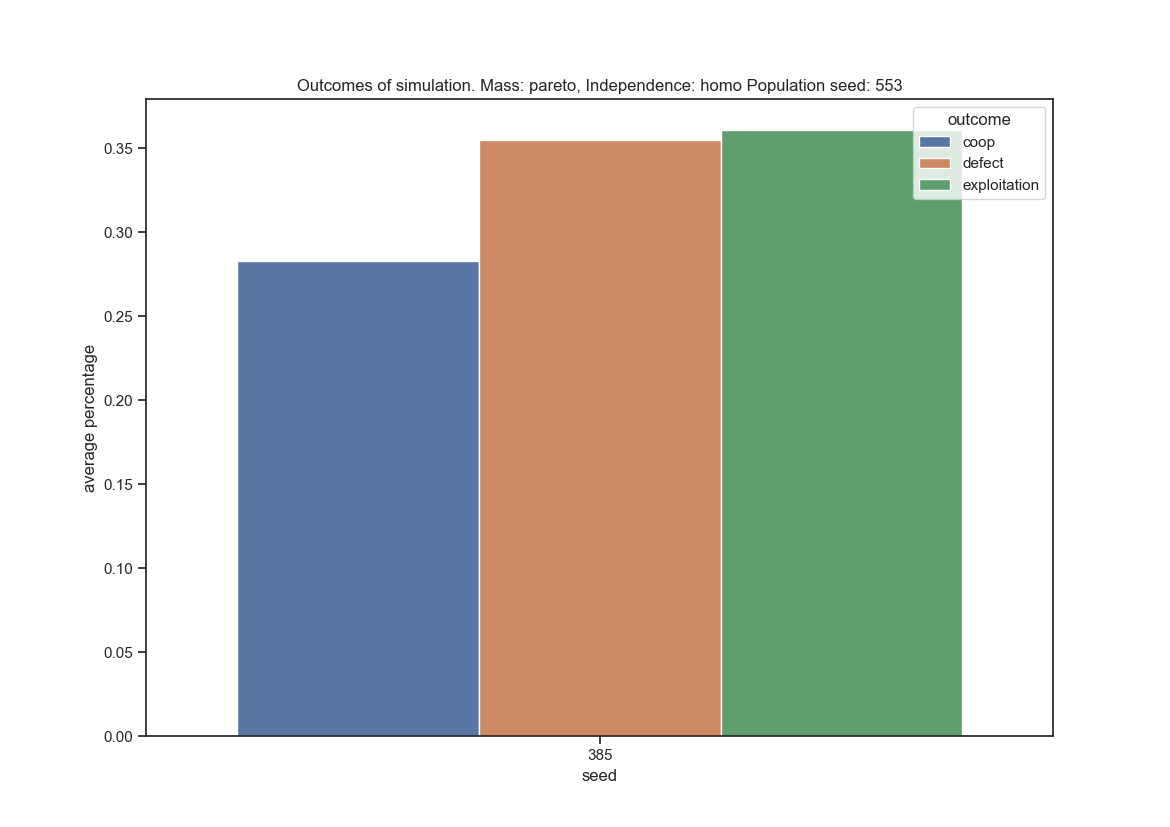 Outcomes of simulation. Mass: pareto, Independence: homo Population seed: 553
outcome
coop
defect
exploitation
average percentage
0.35
0.30
0.25
0.20
0.15
0.10
0.05
0.00
385
seed